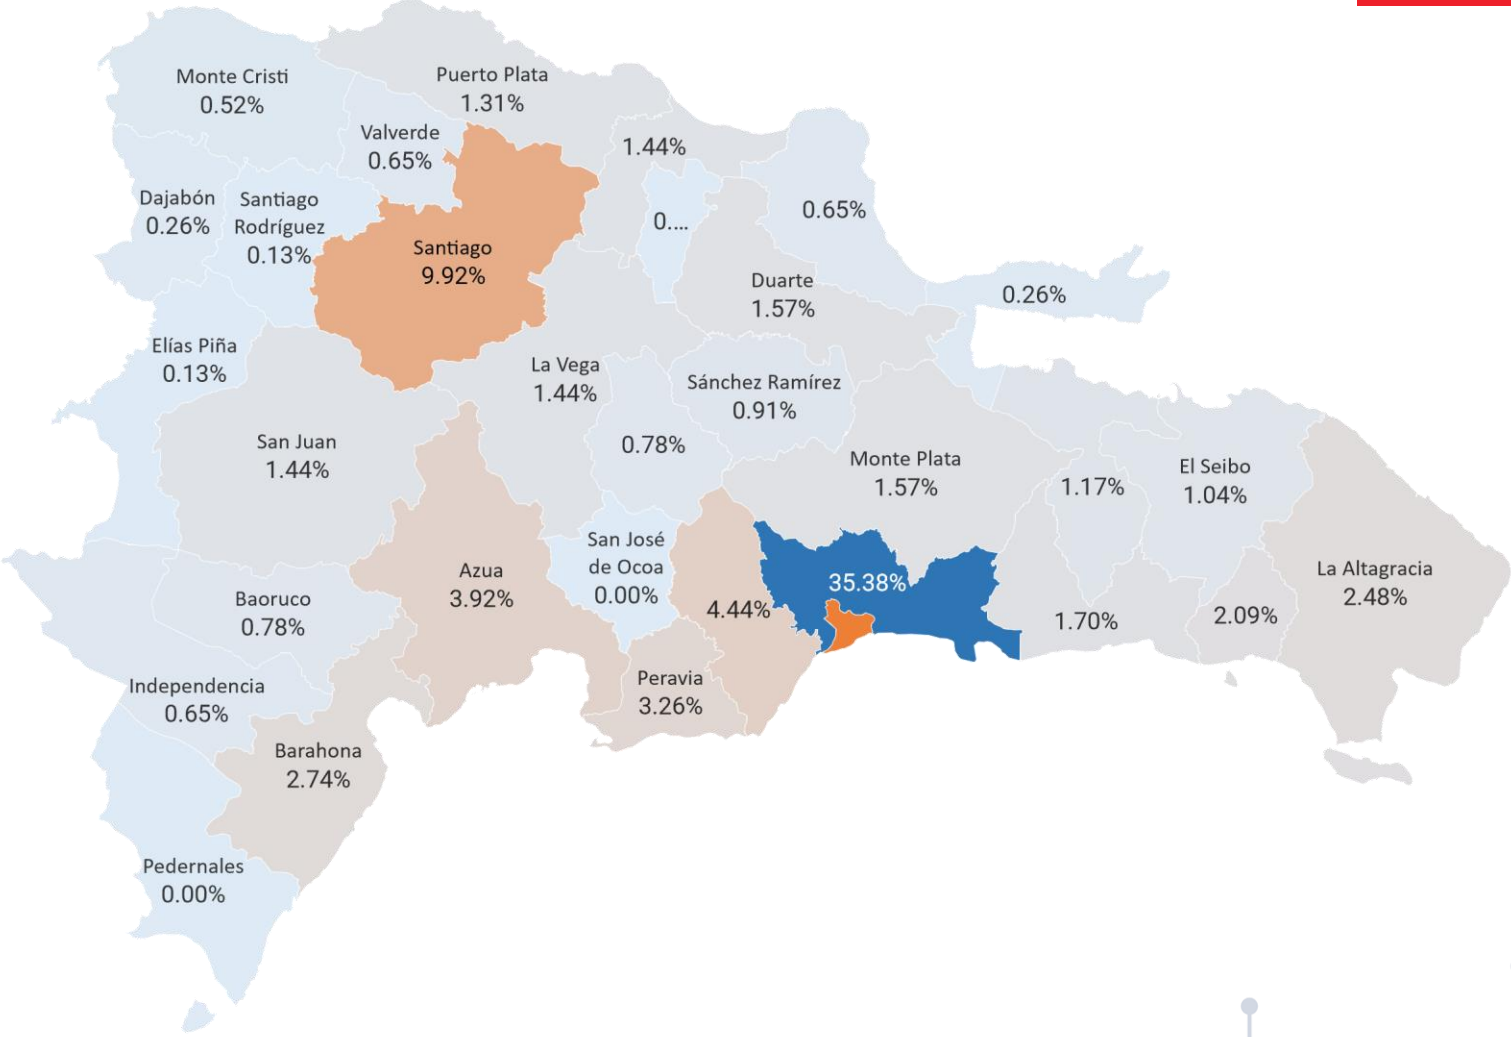 Monte Cristi
0.52%
Puerto Plata
1.31%
Valverde
0.65%
1.44%
Dajabón
0.26%
Santiago
Rodríguez
0.13%
0....
0.65%
Santiago
9.92%
Duarte
1.57%
0.26%
Elías Piña
0.13%
La Vega
1.44%
Sánchez Ramírez
0.91%
San Juan
1.44%
0.78%
Monte Plata
1.57%
1.17%
El Seibo
1.04%
San José
de Ocoa
0.00%
Azua
3.92%
35.38%
La Altagracia
2.48%
Baoruco
0.78%
4.44%
1.70%
2.09%
Independencia
0.65%
Peravia
3.26%
Barahona
2.74%
Pedernales
0.00%